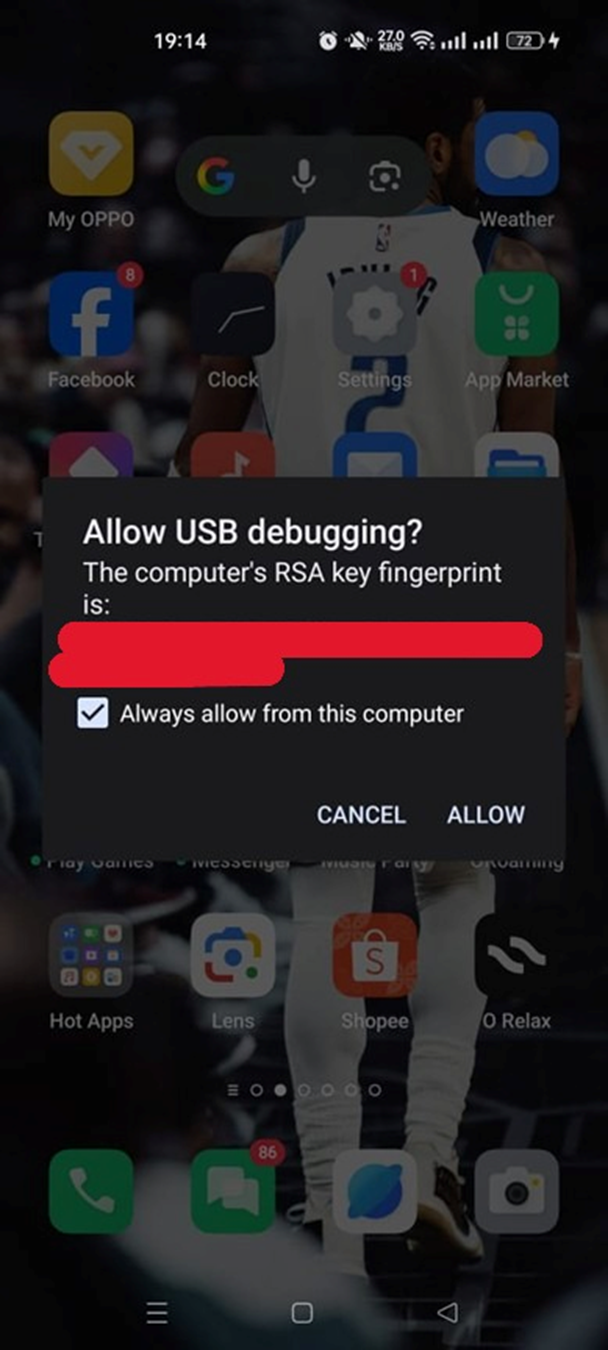 19:14
27.0
KB/S
72
My OPPO
Weather
8
1
2
Facebook
Clock
Settings
App Market
Allow USB debugging?
The computer's RSA key fingerprint
is:
Always allow from this computer
CANCEL
ALLOW
Play Games
Messenger
Music Party
ORoaming
Hot Apps
Lens
Shopee
O Relax
86